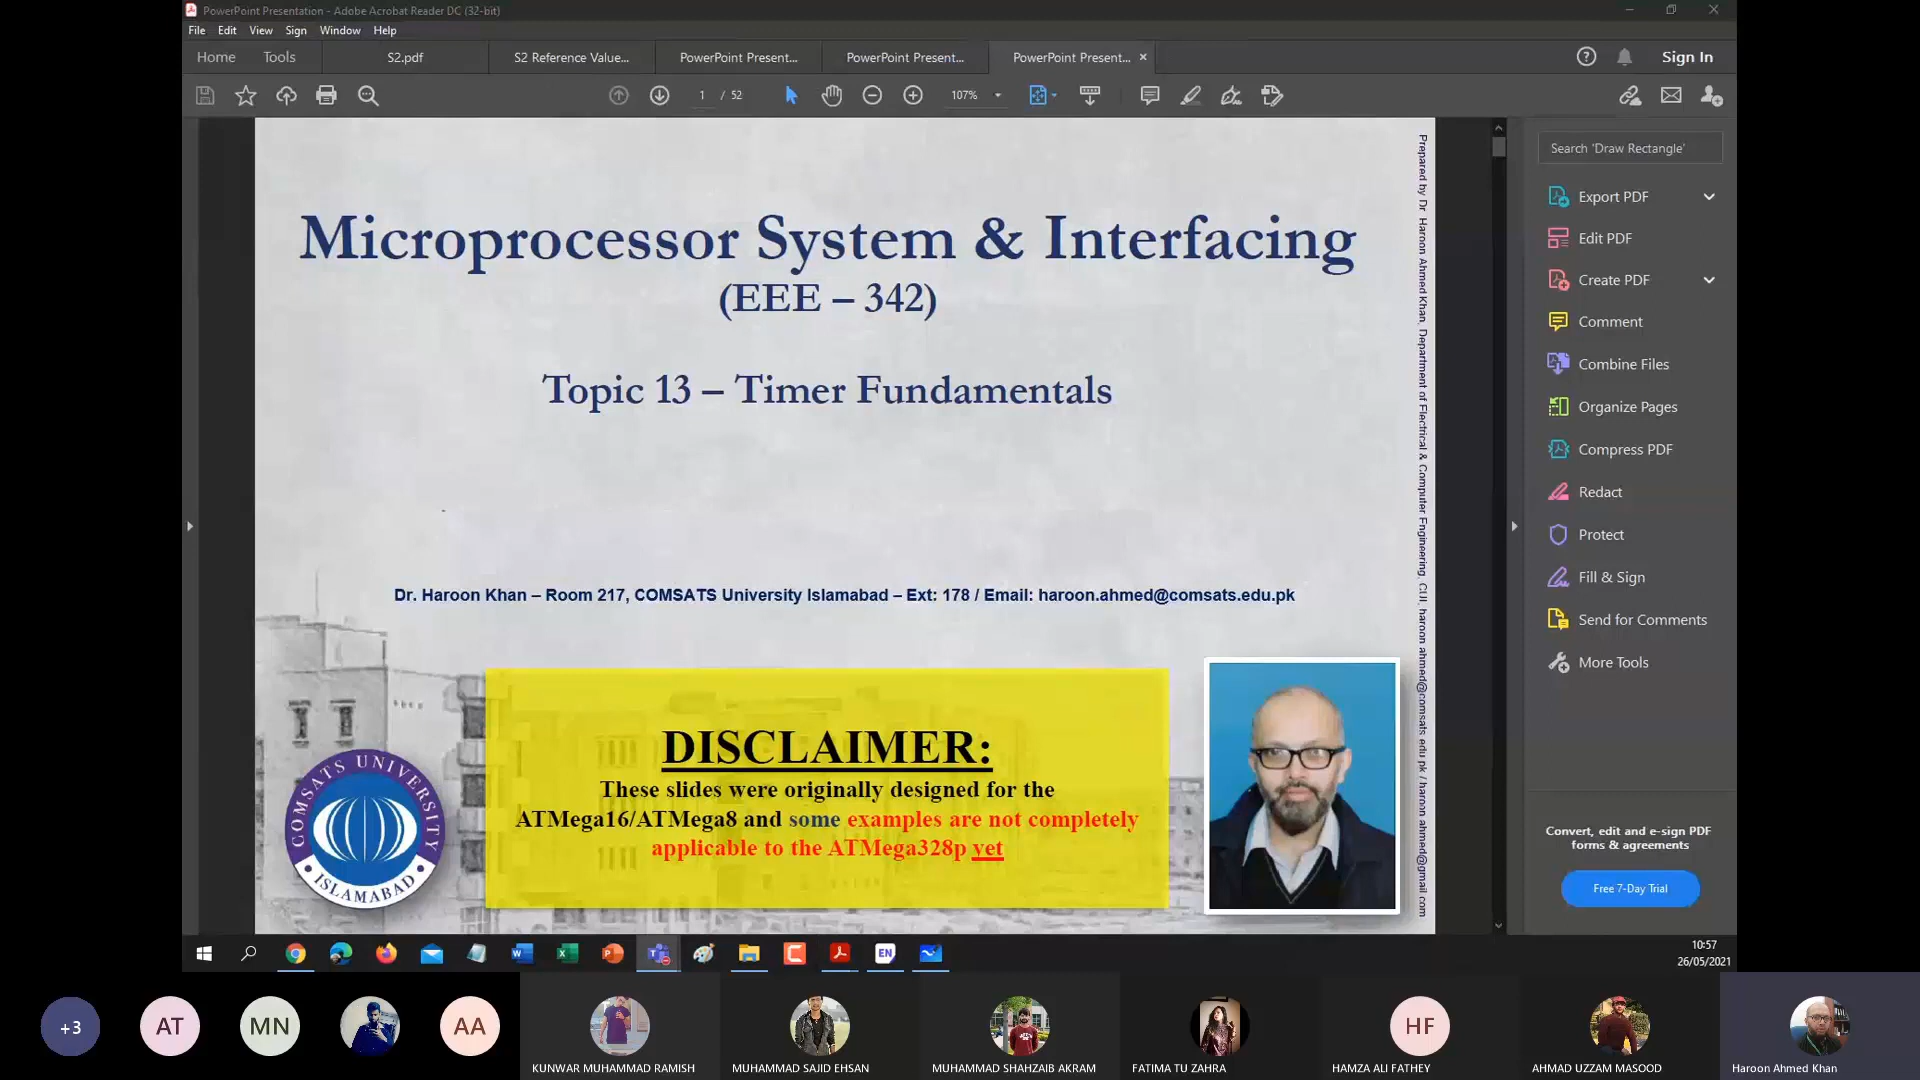 PowerPoint Presentation - Adobe Acrobat Reader DC (32-bit)
File Edit View Sign Window Help
Home Tools S2.pdf S2 Reference Value... PowerPoint Present... PowerPoint Present... PowerPoint Present... × Sign In
1 / 52 107%
Search 'Draw Rectangle'
Export PDF
Edit PDF
Create PDF
Comment
Combine Files
Organize Pages
Compress PDF
Redact
Protect
Fill & Sign
Send for Comments
More Tools
Convert, edit and e-sign PDF
forms & agreements
Free 7-Day Trial
Microprocessor System & Interfacing
(EEE – 342)
Topic 13 – Timer Fundamentals
Dr. Haroon Khan – Room 217, COMSATS University Islamabad – Ext: 178 / Email: haroon.ahmed@comsats.edu.pk
DISCLAIMER:
These slides were originally designed for the
ATMega16/ATMega8 and some examples are not completely
applicable to the ATMega328p yet
COMSATS UNIVERSITY
ISLAMABAD
Prepared by Dr. Haroon Ahmed Khan, Department of Electrical & Computer Engineering, CUI, haroon.ahmed@comsats.edu.pk / haroon.ahmed@gmail.com
EN
10:57
26/05/2021
+3 AT MN AA HF
KUNWAR MUHAMMAD RAMISH MUHAMMAD SAJID EHSAN MUHAMMAD SHAHZAIB AKRAM FATIMA TU ZAHRA HAMZA ALI FATHEY AHMAD UZZAM MASOOD Haroon Ahmed Khan